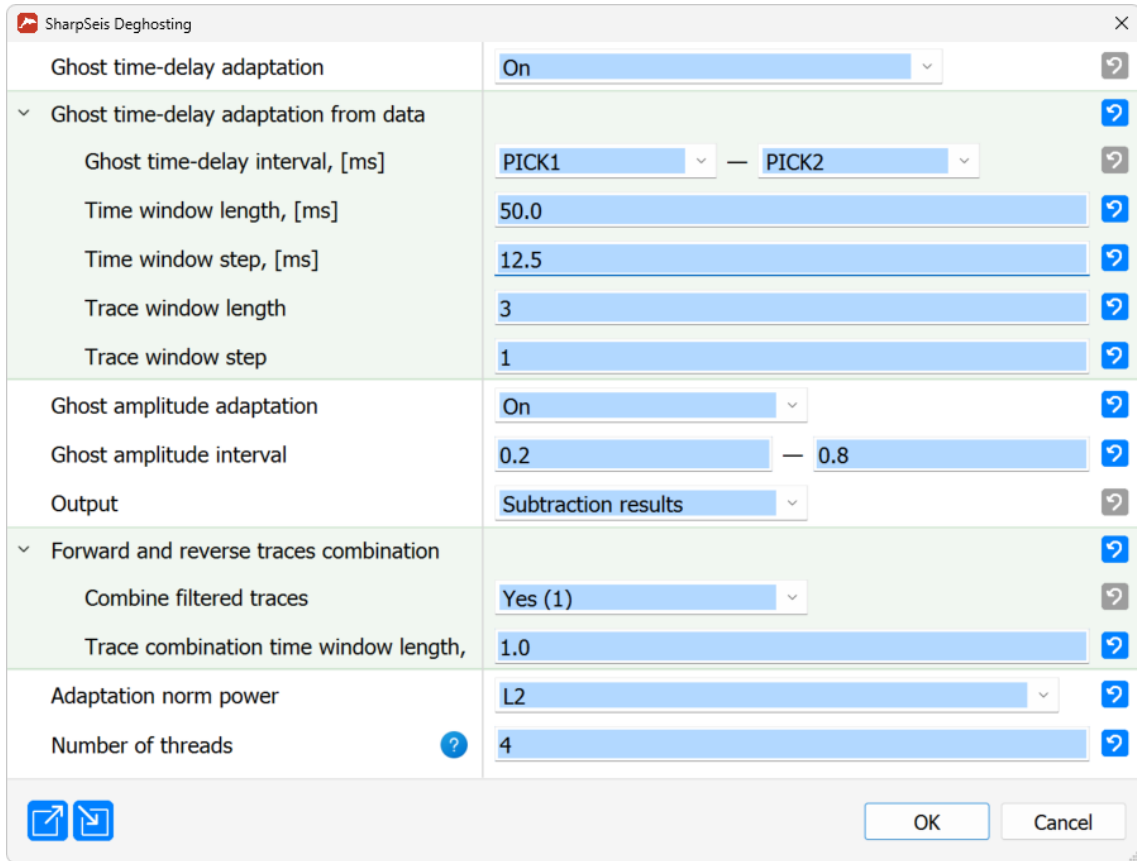 SharpSeis Deghosting
Ghost time-delay adaptation On
Ghost time-delay adaptation from data
Ghost time-delay interval, [ms] PICK1 — PICK2
Time window length, [ms] 50.0
Time window step, [ms] 12.5
Trace window length 3
Trace window step 1
Ghost amplitude adaptation On
Ghost amplitude interval 0.2 — 0.8
Output Subtraction results
Forward and reverse traces combination
Combine filtered traces Yes (1)
Trace combination time window length, 1.0
Adaptation norm power L2
Number of threads ? 4
OK Cancel